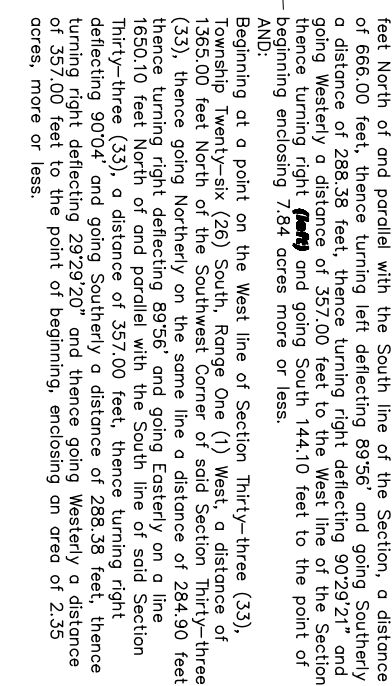 feet North of and parallel with the South line of the Section, a distance
of 666.00 feet, thence turning left deflecting 89°56' and going Southerly
a distance of 288.38 feet, thence turning right deflecting 90°29'21" and
going Westerly a distance of 357.00 feet to the West line of the Section
thence turning right (left) and going South 144.10 feet to the point of
beginning enclosing 7.84 acres more or less.
AND:
Beginning at a point on the West line of Section Thirty-three (33),
Township Twenty-six (26) South, Range One (1) West, a distance of
1365.00 feet North of the Southwest Corner of said Section Thirty-three
(33), thence going Northerly on the same line a distance of 284.90 feet
thence turning right deflecting 89°56' and going Easterly on a line
1650.10 feet North of and parallel with the South line of said Section
Thirty-three (33), a distance of 357.00 feet, thence turning right
deflecting 90°04' and going Southerly a distance of 288.38 feet, thence
turning right deflecting 29°29'20" and thence going Westerly a distance
of 357.00 feet to the point of beginning, enclosing an area of 2.35
acres, more or less.